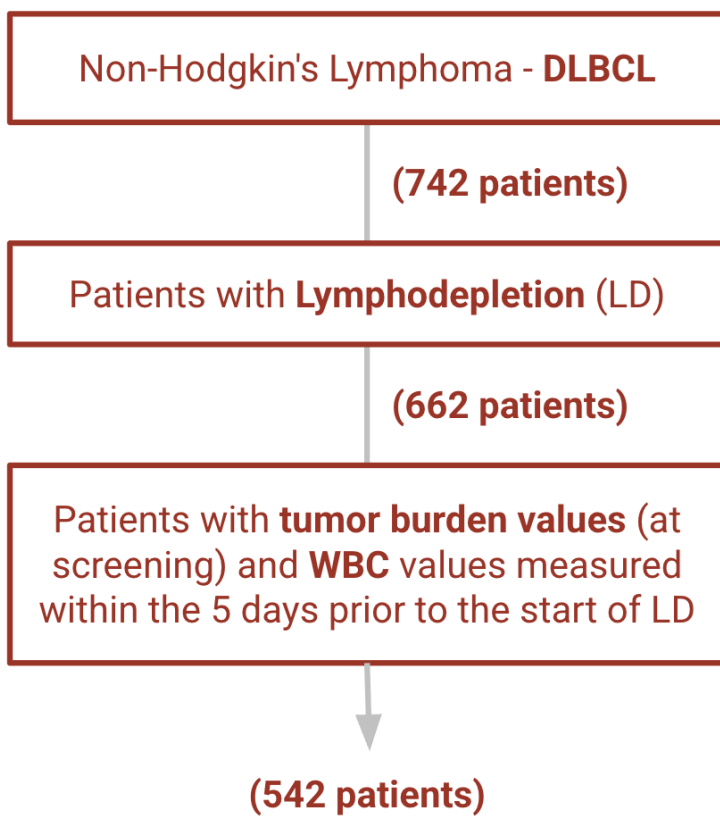 Non-Hodgkin's Lymphoma - DLBCL
(742 patients)
Patients with Lymphodepletion (LD)
(662 patients)
Patients with tumor burden values (at
screening) and WBC values measured
within the 5 days prior to the start of LD
(542 patients)